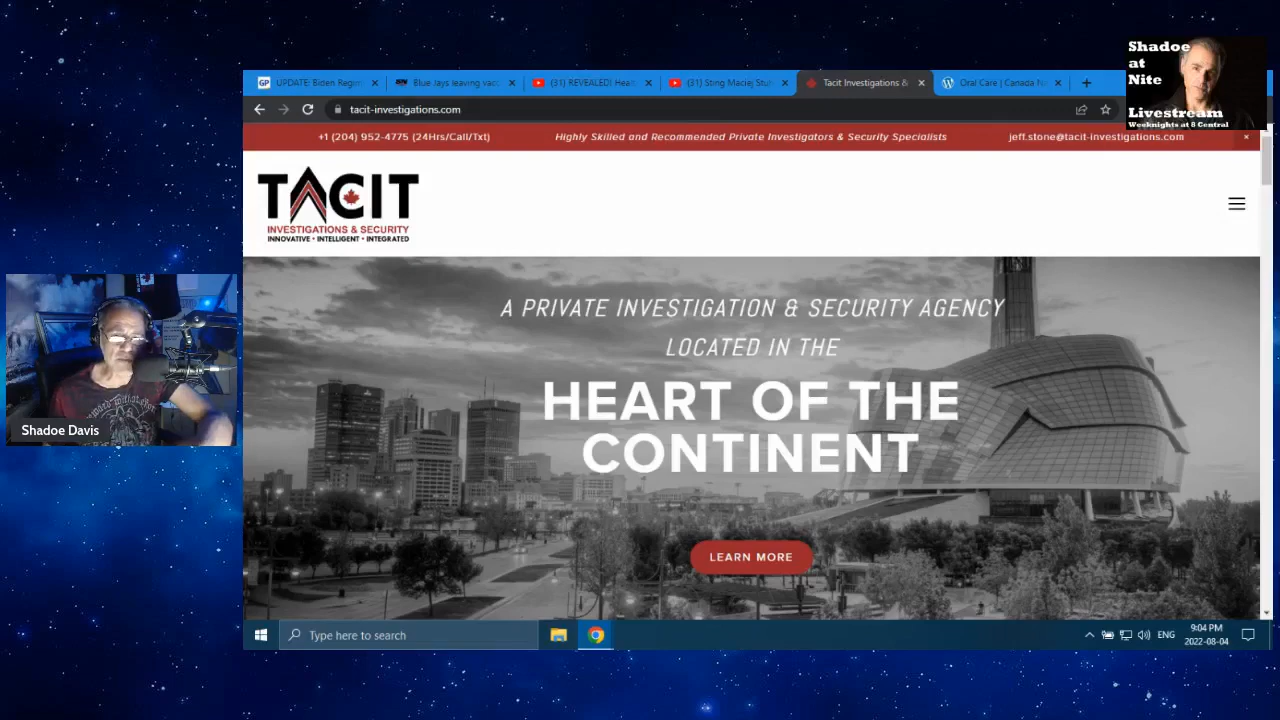 Shadoe
at
Nite
Livestream
Weeknights at 8 Central
UPDATE: Biden Regim
Blue Jays leaving vacc
(31) REVEALED! Healt
(31) Sting Maciej Stuh
Tacit Investigations &
Oral Care | Canada N
tacit-investigations.com
+1 (204) 952-4775 (24Hrs/Call/Txt)
Highly Skilled and Recommended Private Investigators & Security Specialists
jeff.stone@tacit-investigations.com
TACIT
INVESTIGATIONS & SECURITY
INNOVATIVE • INTELLIGENT • INTEGRATED
A PRIVATE INVESTIGATION & SECURITY AGENCY
LOCATED IN THE
HEART OF THE
CONTINENT
LEARN MORE
Shadoe Davis
Type here to search
ENG
9:04 PM
2022-08-04